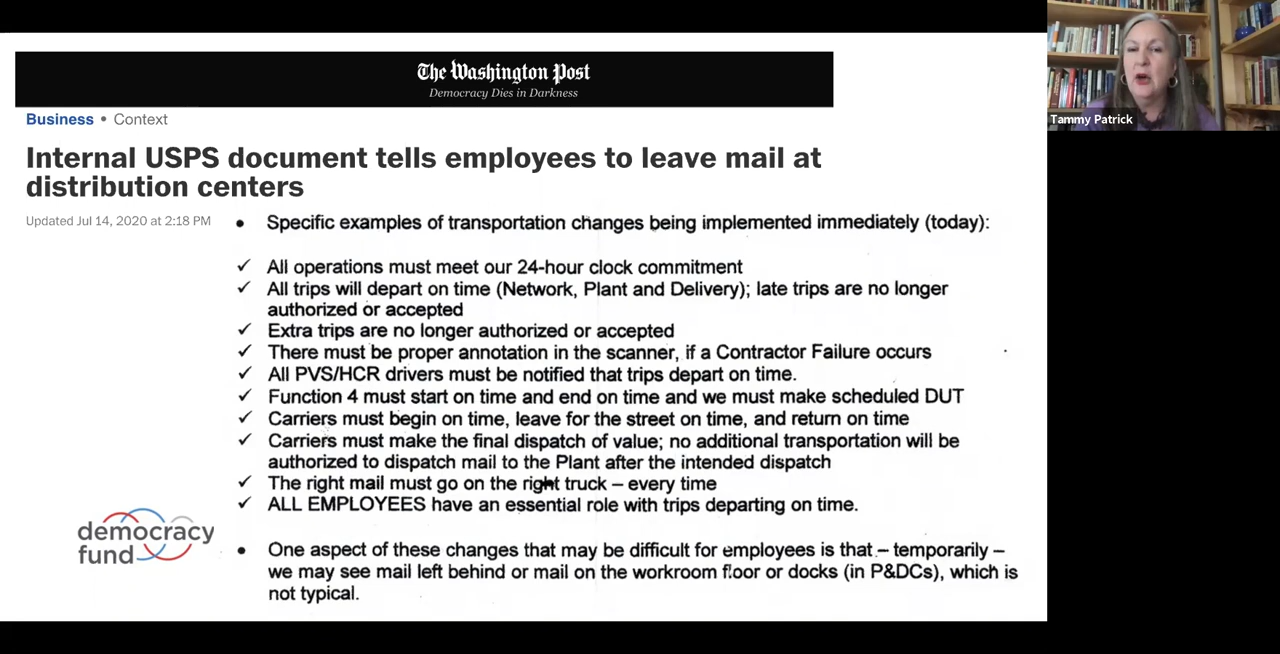 The Washington Post
Democracy Dies in Darkness
Business • Context
Internal USPS document tells employees to leave mail at
distribution centers
Updated Jul 14, 2020 at 2:18 PM
• Specific examples of transportation changes being implemented immediately (today):
✓ All operations must meet our 24-hour clock commitment
✓ All trips will depart on time (Network, Plant and Delivery); late trips are no longer
authorized or accepted
✓ Extra trips are no longer authorized or accepted
✓ There must be proper annotation in the scanner, if a Contractor Failure occurs
✓ All PVS/HCR drivers must be notified that trips depart on time.
✓ Function 4 must start on time and end on time and we must make scheduled DUT
✓ Carriers must begin on time, leave for the street on time, and return on time
✓ Carriers must make the final dispatch of value; no additional transportation will be
authorized to dispatch mail to the Plant after the intended dispatch
✓ The right mail must go on the right truck – every time
✓ ALL EMPLOYEES have an essential role with trips departing on time.
• One aspect of these changes that may be difficult for employees is that – temporarily –
we may see mail left behind or mail on the workroom floor or docks (in P&DCs), which is
not typical.
democracy
fund
Tammy Patrick